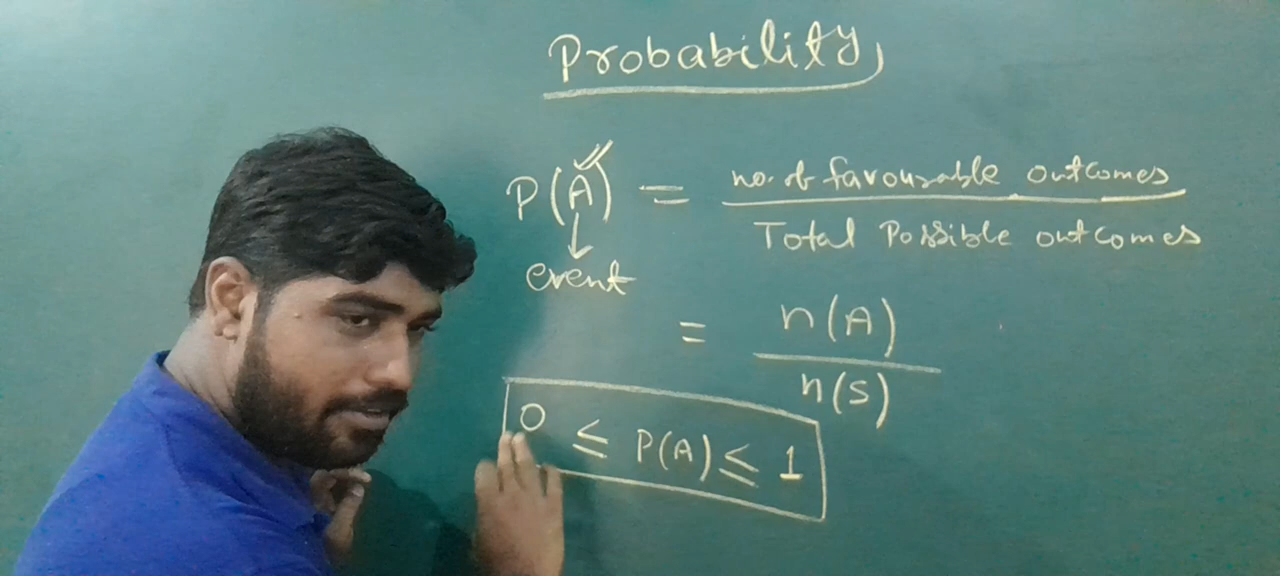 Probability
P(A) = no. of favourable outcomes
Total Possible outcomes
event
= n(A)
n(S)
0 ≤ P(A) ≤ 1